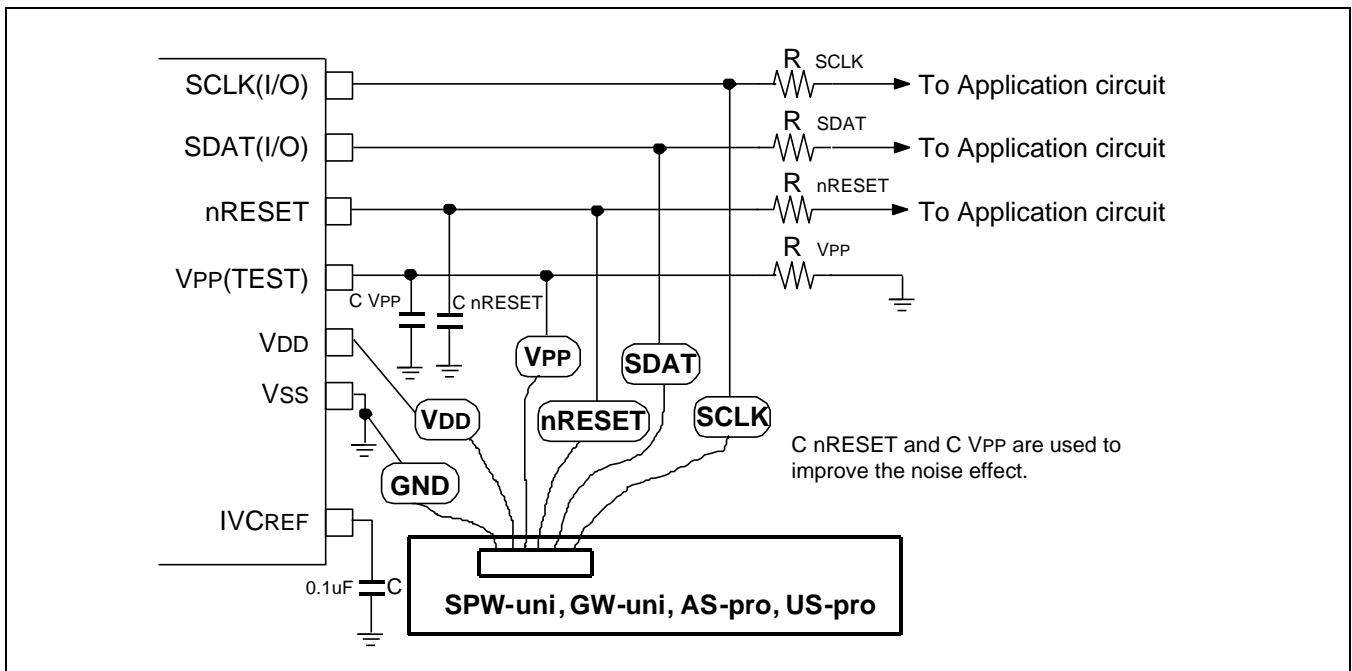 SCLK(I/O)
R SCLK
To Application circuit
SDAT(I/O)
R SDAT
To Application circuit
nRESET
R nRESET
To Application circuit
VPP(TEST)
R VPP
C VPP
C nRESET
VDD
VSS
VPP
SDAT
VDD
nRESET
SCLK
GND
C nRESET and C VPP are used to
improve the noise effect.
IVCREF
0.1uF
C
SPW-uni, GW-uni, AS-pro, US-pro